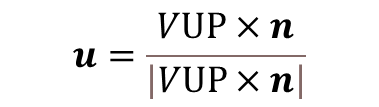 u = VUP × n / |VUP × n|